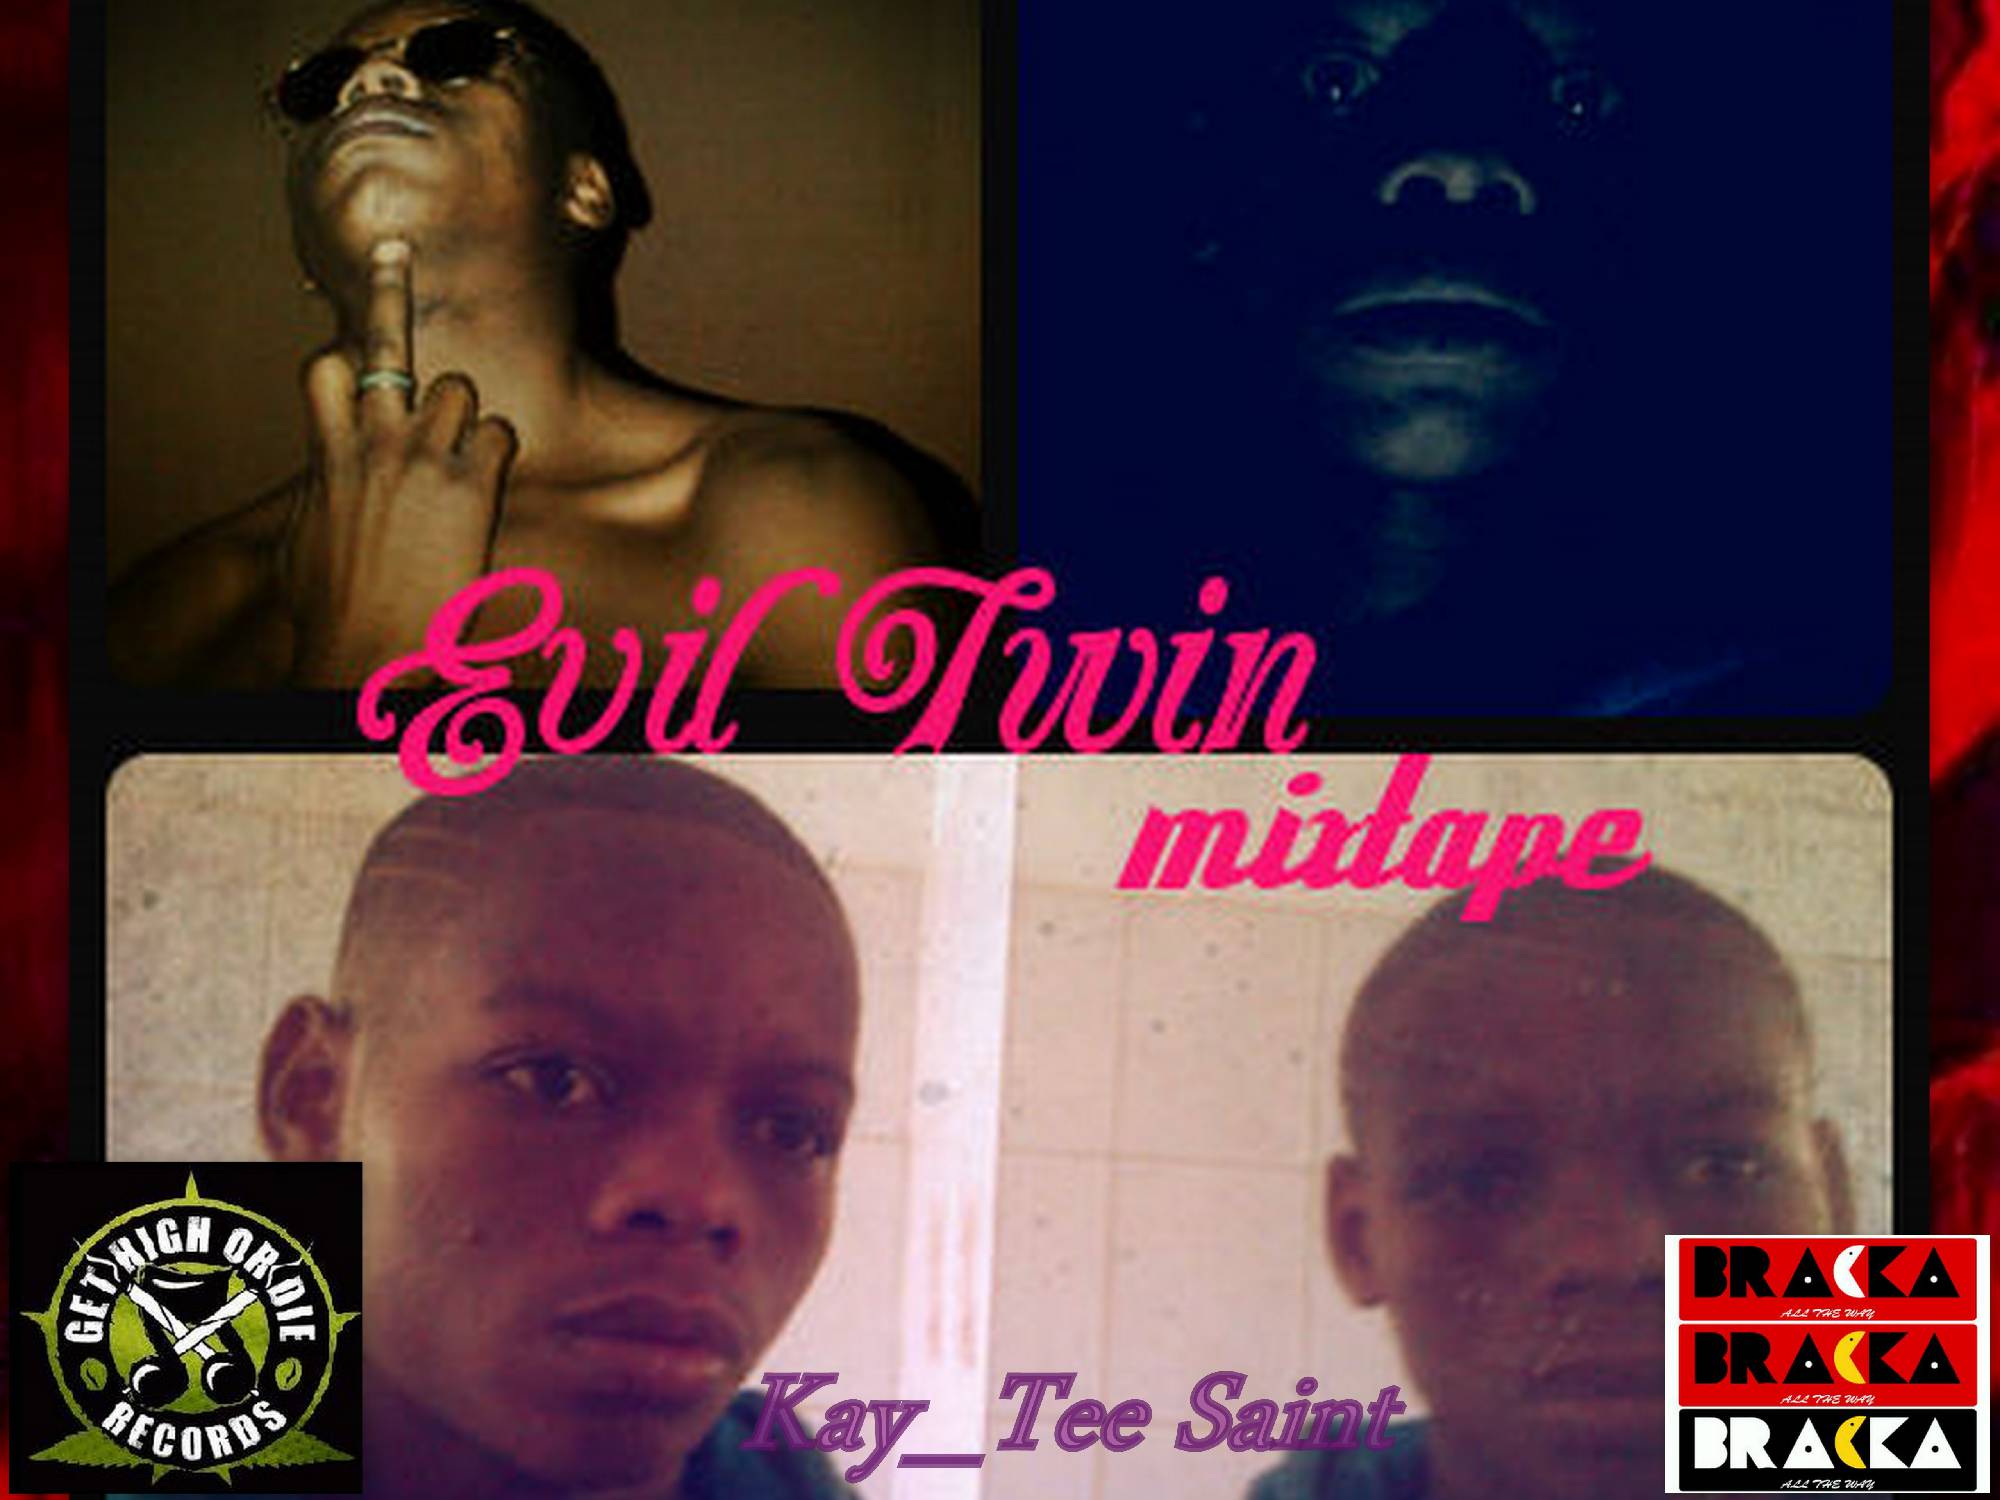 Evil Twin
mixtape
GET HIGH OR DIE
RECORDS
Kay_Tee Saint
BRACKA
ALL THE WAY
BRACKA
ALL THE WAY
BRACKA
ALL THE WAY